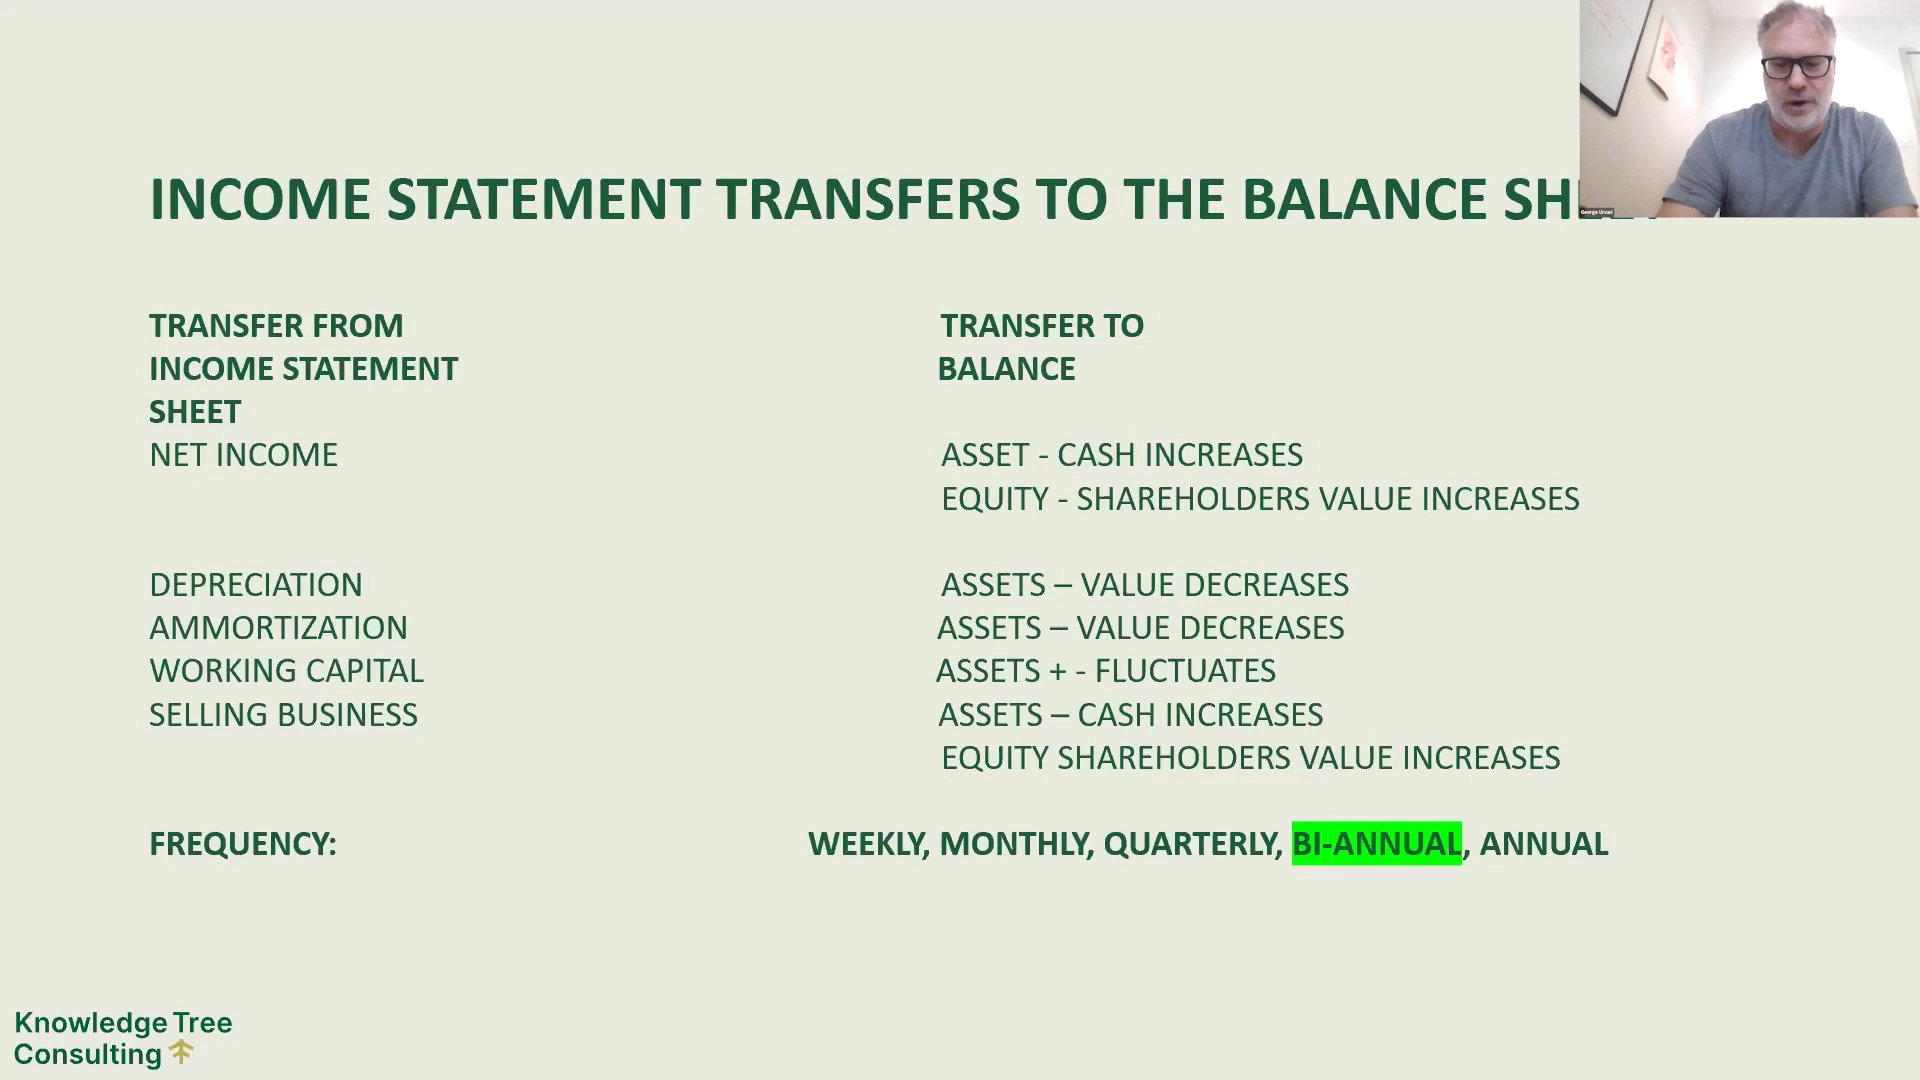 INCOME STATEMENT TRANSFERS TO THE BALANCE
TRANSFER FROM TRANSFER TO
INCOME STATEMENT BALANCE
SHEET
NET INCOME ASSET - CASH INCREASES
EQUITY - SHAREHOLDERS VALUE INCREASES
DEPRECIATION ASSETS – VALUE DECREASES
AMMORTIZATION ASSETS – VALUE DECREASES
WORKING CAPITAL ASSETS + - FLUCTUATES
SELLING BUSINESS ASSETS – CASH INCREASES
EQUITY SHAREHOLDERS VALUE INCREASES
FREQUENCY: WEEKLY, MONTHLY, QUARTERLY, BI-ANNUAL, ANNUAL
Knowledge Tree
Consulting